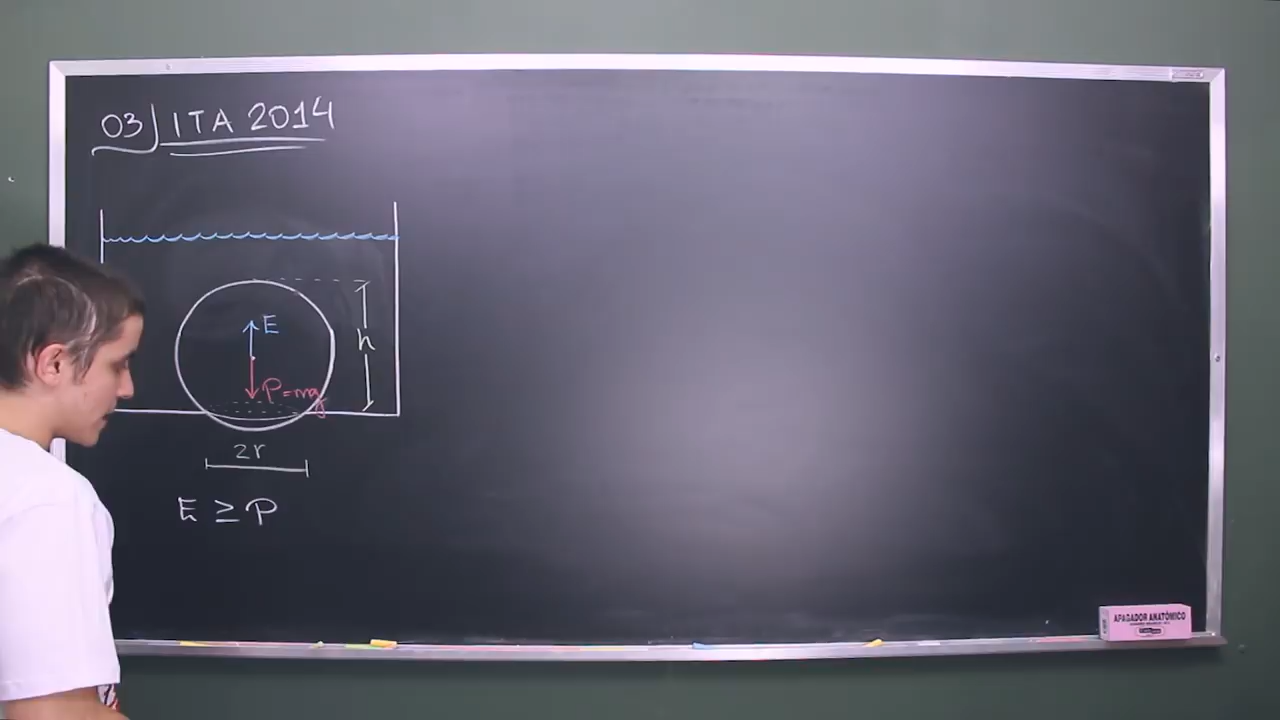 03) ITA 2014
E
h
P=mg
2r
E ≥ P
APAGADOR ANATÔMICO